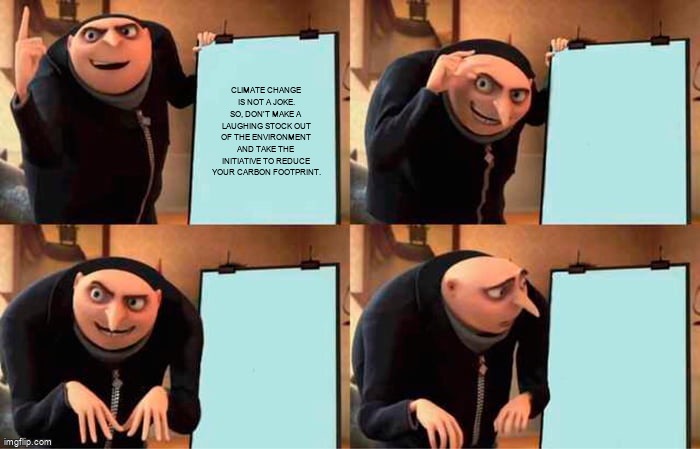 CLIMATE CHANGE
IS NOT A JOKE.
SO, DON'T MAKE A
LAUGHING STOCK OUT
OF THE ENVIRONMENT
AND TAKE THE
INITIATIVE TO REDUCE
YOUR CARBON FOOTPRINT.
imgflip.com